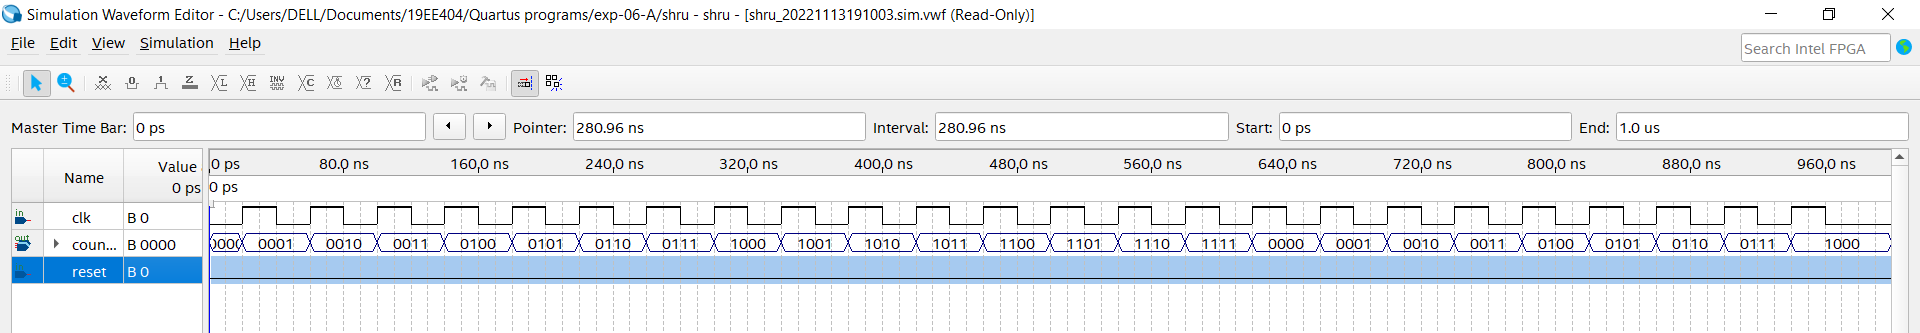 Simulation Waveform Editor - C:/Users/DELL/Documents/19EE404/Quartus programs/exp-06-A/shru - shru - [shru_20221113191003.sim.vwf (Read-Only)]
File Edit View Simulation Help
Search Intel FPGA
Master Time Bar: 0 ps Pointer: 280.96 ns Interval: 280.96 ns Start: 0 ps End: 1.0 us
Name Value 0 ps 80.0 ns 160.0 ns 240.0 ns 320.0 ns 400.0 ns 480.0 ns 560.0 ns 640.0 ns 720.0 ns 800.0 ns 880.0 ns 960.0 ns
0 ps 0 ps
in clk B 0
out coun... B 0000 0001 0010 0011 0100 0101 0110 0111 1000 1001 1010 1011 1100 1101 1110 1111 0000 0001 0010 0011 0100 0101 0110 0111 1000
reset B 0